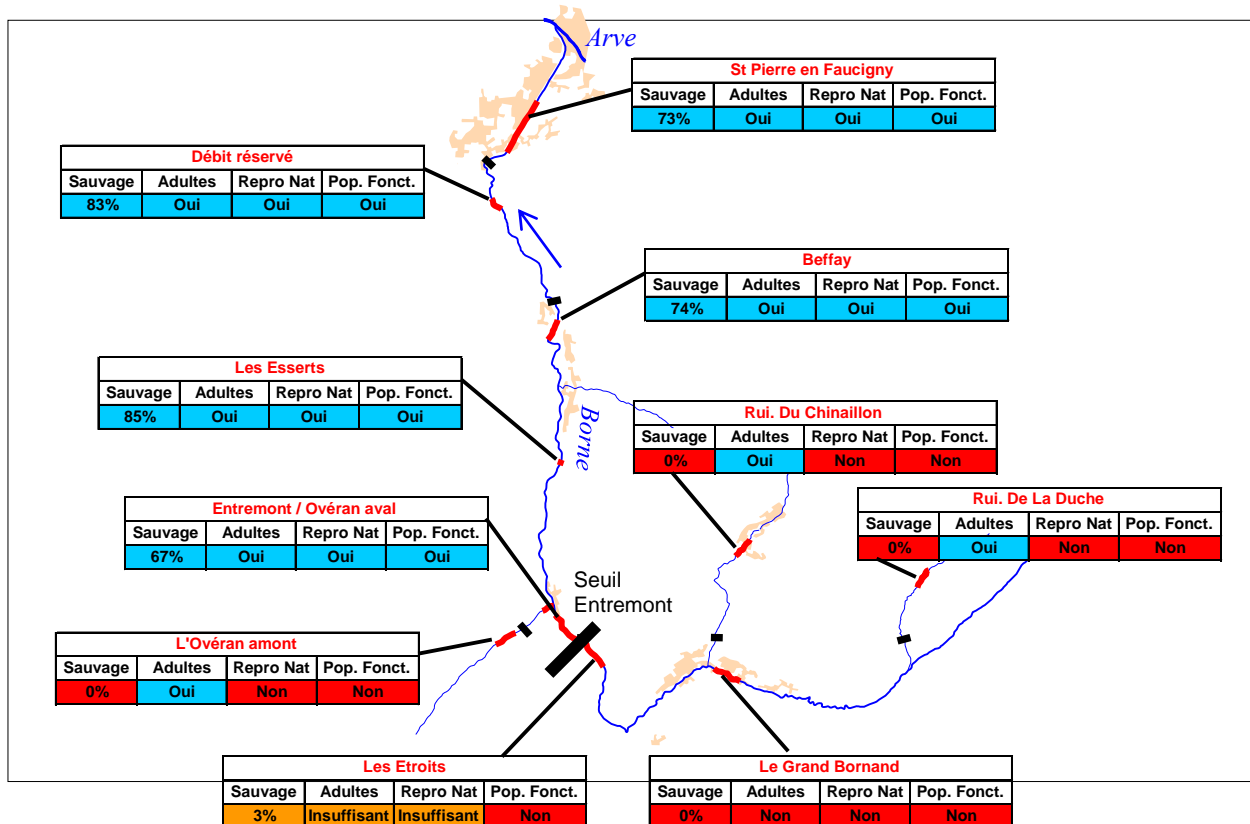 Arve
St Pierre en Faucigny
Sauvage Adultes Repro Nat Pop. Fonct.
73% Oui Oui Oui
Débit réservé
Sauvage Adultes Repro Nat Pop. Fonct.
83% Oui Oui Oui
Beffay
Sauvage Adultes Repro Nat Pop. Fonct.
74% Oui Oui Oui
Les Esserts
Sauvage Adultes Repro Nat Pop. Fonct.
85% Oui Oui Oui
Borne
Rui. Du Chinaillon
Sauvage Adultes Repro Nat Pop. Fonct.
0% Oui Non Non
Rui. De La Duche
Sauvage Adultes Repro Nat Pop. Fonct.
0% Oui Non Non
Entremont / Ovéran aval
Sauvage Adultes Repro Nat Pop. Fonct.
67% Oui Oui Oui
Seuil
Entremont
L'Ovéran amont
Sauvage Adultes Repro Nat Pop. Fonct.
0% Oui Non Non
Les Etroits
Sauvage Adultes Repro Nat Pop. Fonct.
3% Insuffisant Insuffisant Non
Le Grand Bornand
Sauvage Adultes Repro Nat Pop. Fonct.
0% Non Non Non